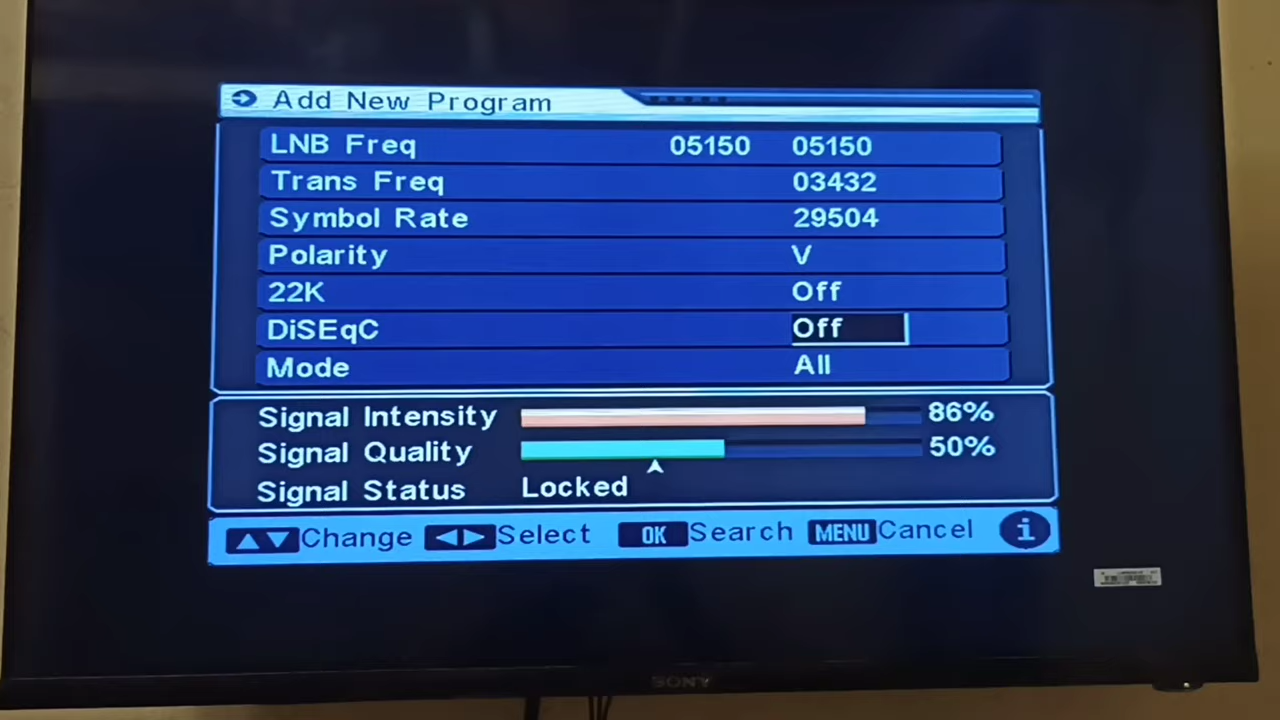 Add New Program
LNB Freq 05150 05150
Trans Freq 03432
Symbol Rate 29504
Polarity V
22K Off
DiSEqC Off
Mode All
Signal Intensity 86%
Signal Quality 50%
Signal Status Locked
Change Select OK Search MENU Cancel i
SONY